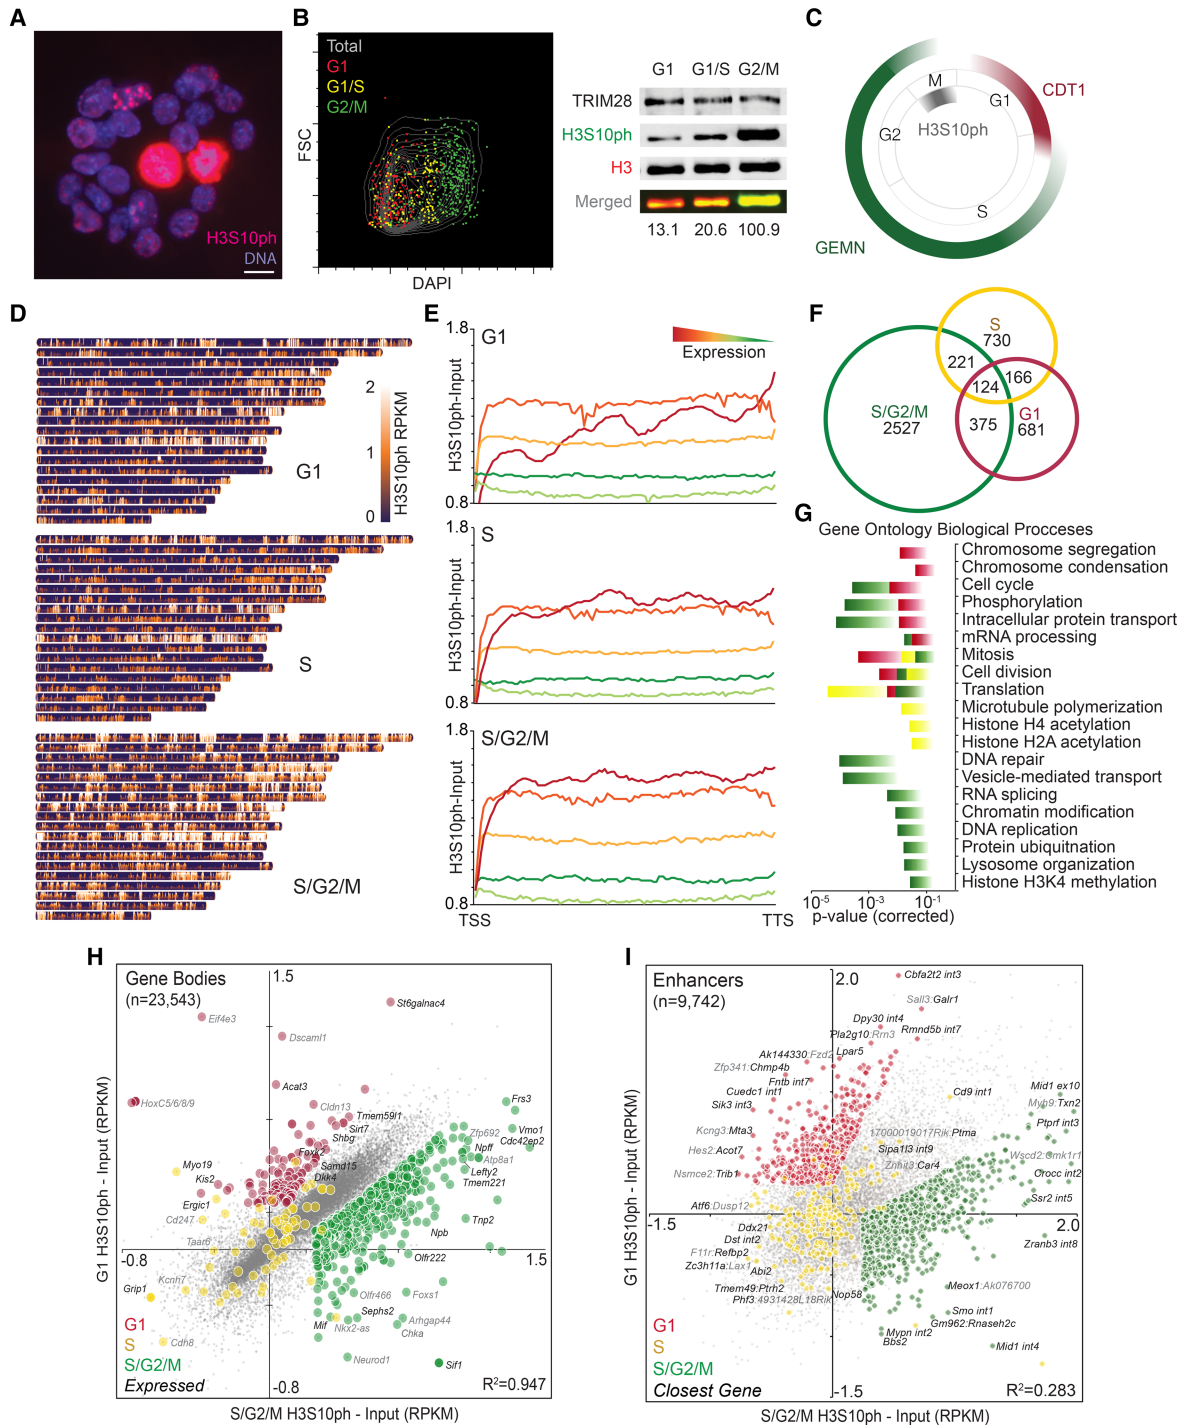 A
H3S10ph
DNA
B
Total
G1
G1/S
G2/M
FSC
DAPI
G1 G1/S G2/M
TRIM28
H3S10ph
H3
Merged
13.1 20.6 100.9
C
M
G1
CDT1
H3S10ph
G2
S
GEMN
D
2
1
0
H3S10ph RPKM
G1
S
S/G2/M
E
1.8
G1
Expression
H3S10ph-Input
0.8
1.8
S
H3S10ph-Input
0.8
1.8
S/G2/M
H3S10ph-Input
0.8
TSS TTS
F
S
730
221
124
166
S/G2/M
2527
375
G1
681
G
Gene Ontology Biological Procceses
Chromosome segregation
Chromosome condensation
Cell cycle
Phosphorylation
Intracellular protein transport
mRNA processing
Mitosis
Cell division
Translation
Microtubule polymerization
Histone H4 acetylation
Histone H2A acetylation
DNA repair
Vesicle-mediated transport
RNA splicing
Chromatin modification
DNA replication
Protein ubiquitnation
Lysosome organization
Histone H3K4 methylation
10-5 10-3 10-1
p-value (corrected)
H
Gene Bodies
(n=23,543)
1.5
St6galnac4
Eif4e3
Dscaml1
Acat3
HoxC5/6/8/9
Cldn13
Tmem59l1
Sirt7
Shbg
Foxk2
Samd15
Dkk4
Frs3
Vmo1
Zfp692
Cdc42ep2
Npff
Atp8a1
Lefty2
Tmem221
Myo19
Kis2
Ergic1
Cd247
Taar6
Tnp2
Npb
-0.8
1.5
Olfr222
Kcnh7
Grip1
Olfr466
Foxs1
Sephs2
Mif
Nkx2-as
Arhgap44
Chka
Cdh8
Neurod1
Sif1
G1
S
S/G2/M
Expressed
-0.8
R2=0.947
G1 H3S10ph - Input (RPKM)
S/G2/M H3S10ph - Input (RPKM)
I
Enhancers
(n=9,742)
2.0
Cbfa2t2 int3
Sall3:Galr1
Dpy30 int4
Pla2g10:Rrn3
Rmnd5b int7
Ak144330:Fzd2
Lpar5
Zfp341:Chmp4b
Fntb int7
Cuedc1 int1
Sik3 int3
Cd9 int1
Mid1 ex10
Myh9:Txn2
Ptprf int3
Kcng3:Mta3
17000019017Rik:Ptma
Hes2:Acot7
Sipa1l3 int9
Wscd2:Cmk1r1
Nsmce2:Trib1
Znhit3:Car4
Crocc int2
Atf6:Dusp12
Ssr2 int5
-1.5
2.0
Ddx21
Dst int2
Zranb3 int8
F11r:Refbp2
Zc3h11a:Lax1
Abi2
Tmem49:Ptrh2
Nop58
Meox1:Ak076700
Phf3:4931428L18Rik
Smo int1
Gm962:Rnaseh2c
Mypn int2
Bbs2
Mid1 int4
G1
S
S/G2/M
Closest Gene
-1.5
R2=0.283
G1 H3S10ph - Input (RPKM)
S/G2/M H3S10ph - Input (RPKM)